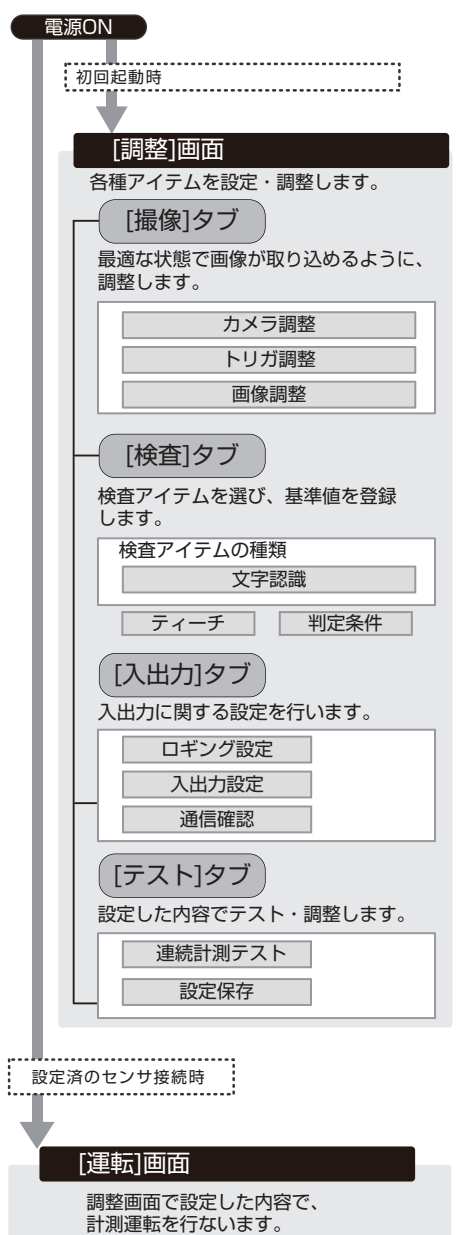 電源ON
初回起動時
[調整]画面
各種アイテムを設定・調整します。
[撮像]タブ
最適な状態で画像が取り込めるように、
調整します。
カメラ調整
トリガ調整
画像調整
[検査]タブ
検査アイテムを選び、基準値を登録
します。
検査アイテムの種類
文字認識
ティーチ
判定条件
[入出力]タブ
入出力に関する設定を行います。
ロギング設定
入出力設定
通信確認
[テスト]タブ
設定した内容でテスト・調整します。
連続計測テスト
設定保存
設定済のセンサ接続時
[運転]画面
調整画面で設定した内容で、
計測運転を行ないます。